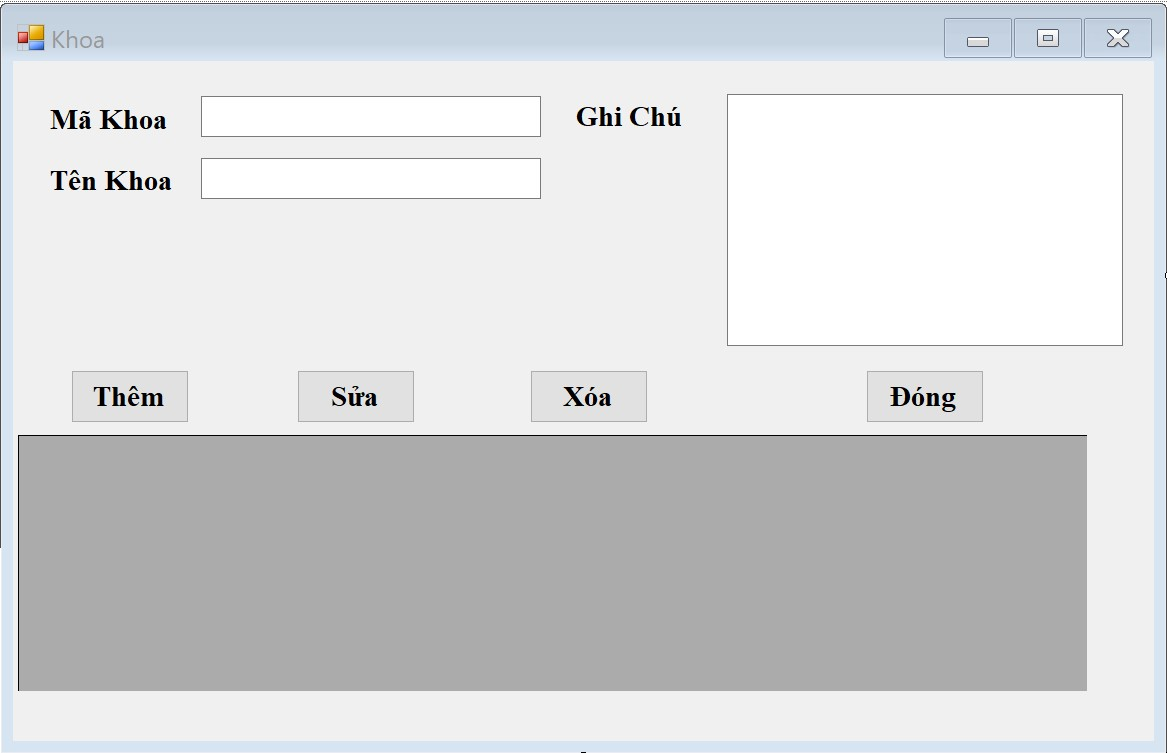 Khoa
Mã Khoa
Ghi Chú
Tên Khoa
Thêm
Sửa
Xóa
Đóng